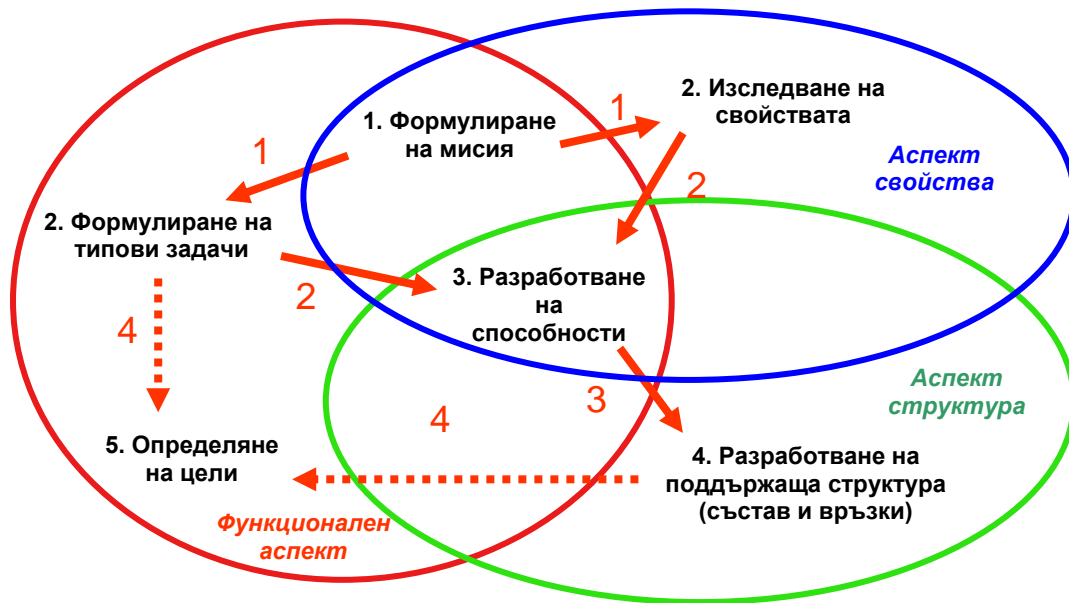 2. Изследване на
свойствата
1. Формулиране
на мисия
1
1
Аспект
свойства
2
2. Формулиране на
типови задачи
2
3. Разработване
на
способности
4
3
4
Аспект
структура
5. Определяне
на цели
4. Разработване на
поддържаща структура
(състав и връзки)
Функционален
аспект